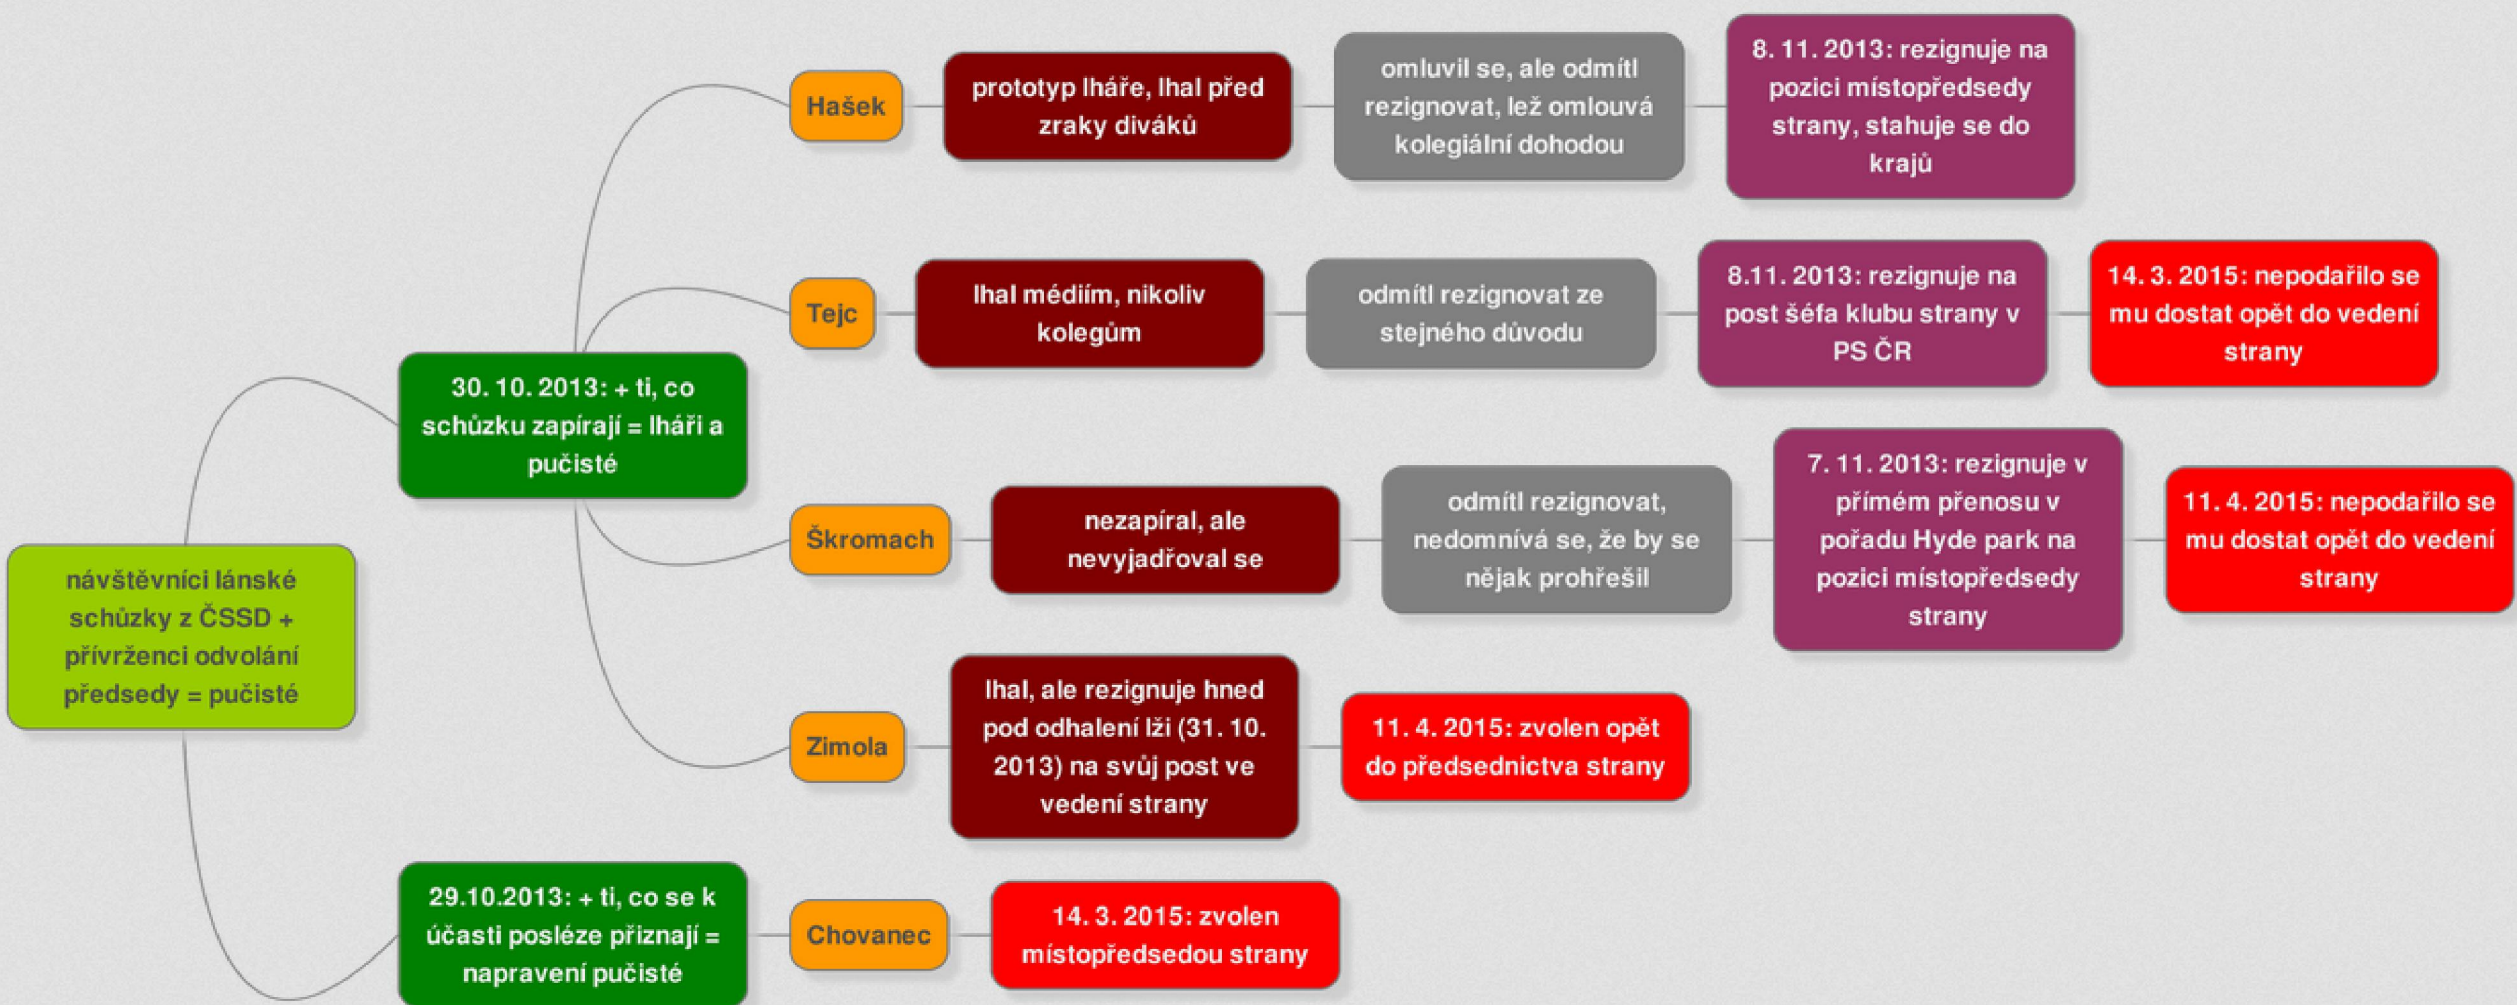 návštěvníci lánské
schůzky z ČSSD +
přívrženci odvolání
předsedy = pučisté
30. 10. 2013: + ti, co
schůzku zapírají = lháři a
pučisté
Hašek
prototyp lháře, lhal před
zraky diváků
omluvil se, ale odmítl
rezignovat, lež omlouvá
kolegiální dohodou
8. 11. 2013: rezignuje na
pozici místopředsedy
strany, stahuje se do
krajů
Tejc
lhal médiím, nikoliv
kolegům
odmítl rezignovat ze
stejného důvodu
8.11. 2013: rezignuje na
post šéfa klubu strany v
PS ČR
14. 3. 2015: nepodařilo se
mu dostat opět do vedení
strany
Škromach
nezapíral, ale
nevyjadřoval se
odmítl rezignovat,
nedomnívá se, že by se
nějak prohřešil
7. 11. 2013: rezignuje v
přímém přenosu v
pořadu Hyde park na
pozici místopředsedy
strany
11. 4. 2015: nepodařilo se
mu dostat opět do vedení
strany
Zimola
lhal, ale rezignuje hned
pod odhalení lži (31. 10.
2013) na svůj post ve
vedení strany
11. 4. 2015: zvolen opět
do předsednictva strany
29.10.2013: + ti, co se k
účasti posléze přiznají =
napravení pučisté
Chovanec
14. 3. 2015: zvolen
místopředsedou strany